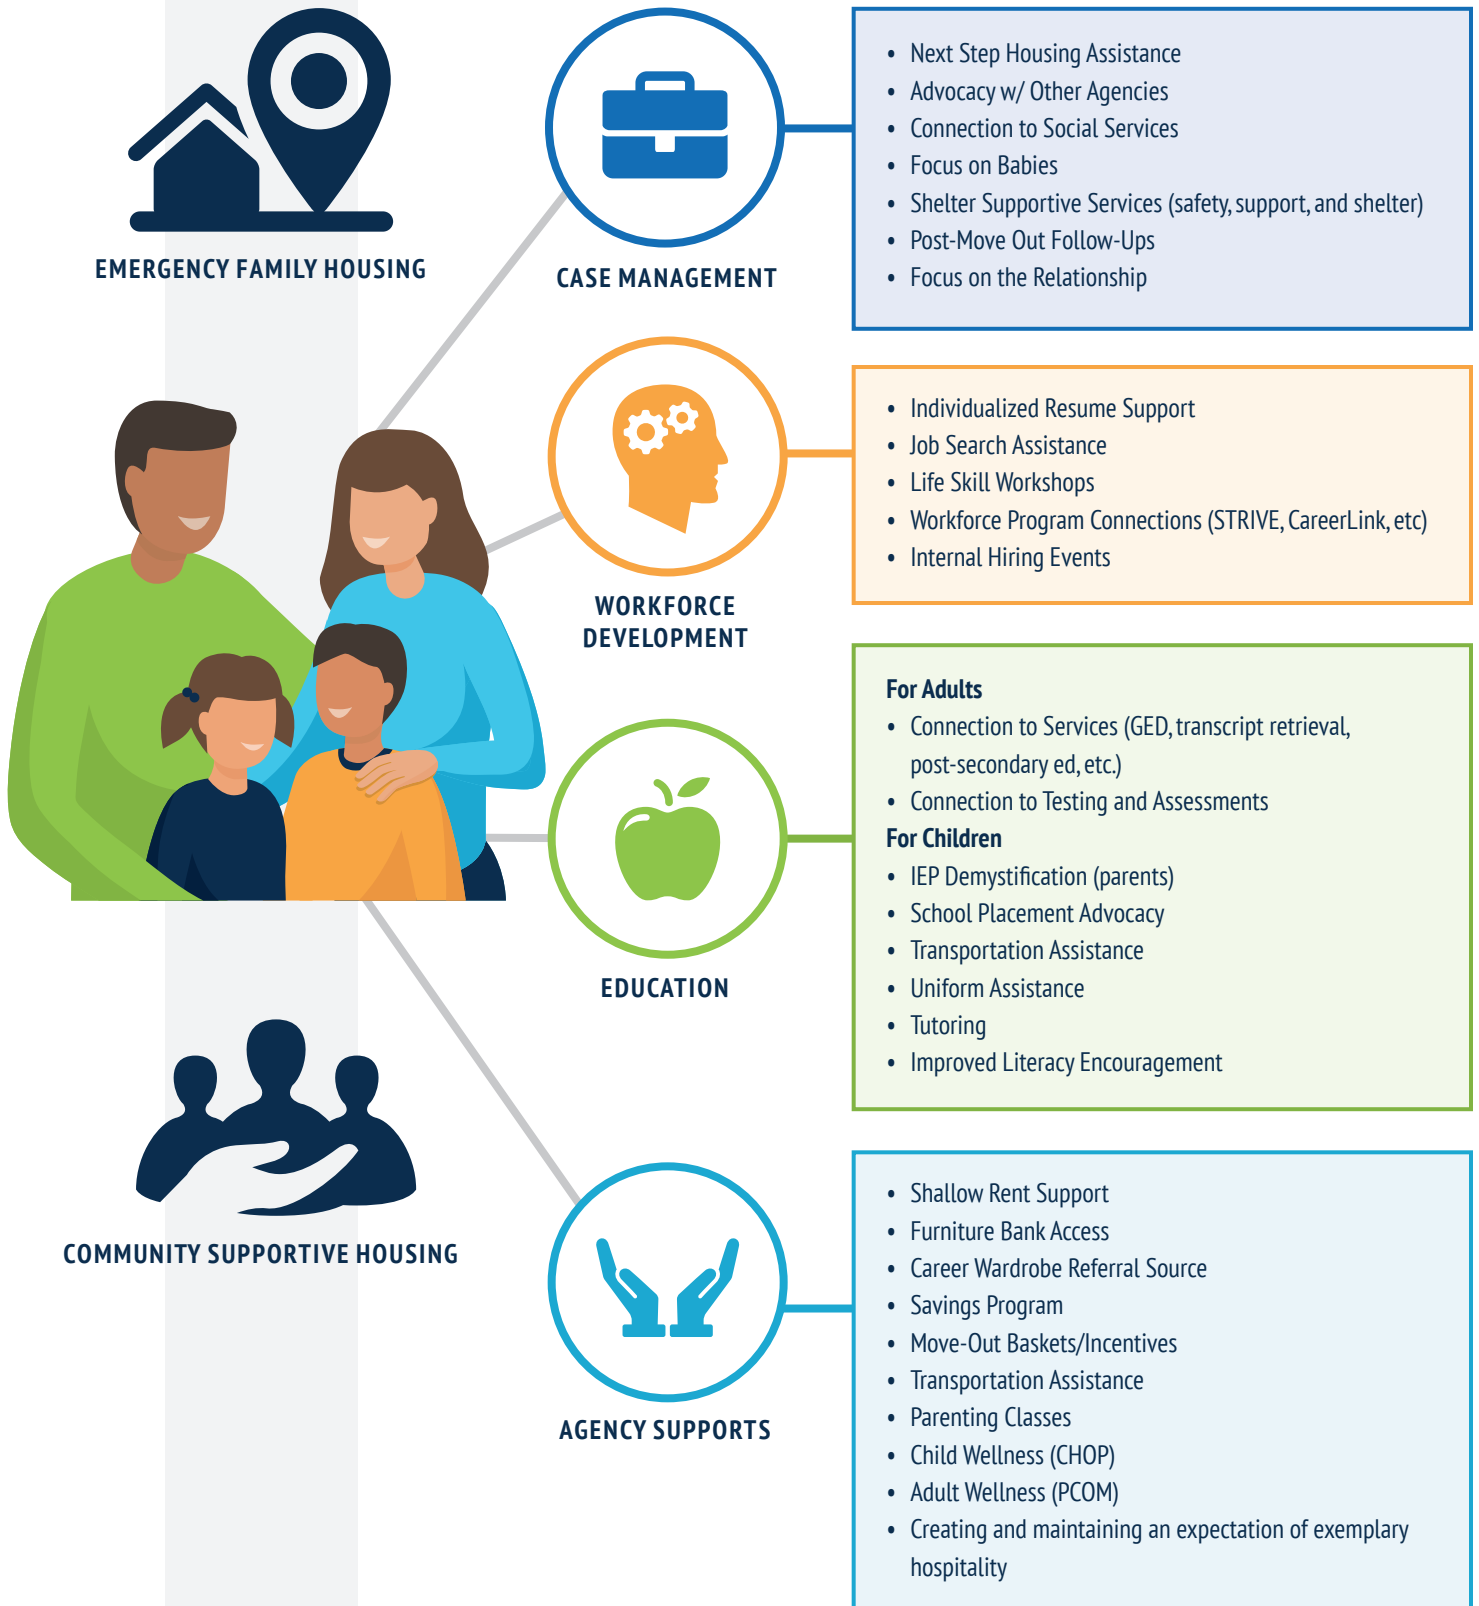 EMERGENCY FAMILY HOUSING
CASE MANAGEMENT
• Next Step Housing Assistance
• Advocacy w/ Other Agencies
• Connection to Social Services
• Focus on Babies
• Shelter Supportive Services (safety, support, and shelter)
• Post-Move Out Follow-Ups
• Focus on the Relationship
WORKFORCE
DEVELOPMENT
• Individualized Resume Support
• Job Search Assistance
• Life Skill Workshops
• Workforce Program Connections (STRIVE, CareerLink, etc)
• Internal Hiring Events
EDUCATION
For Adults
• Connection to Services (GED, transcript retrieval,
post-secondary ed, etc.)
• Connection to Testing and Assessments
For Children
• IEP Demystification (parents)
• School Placement Advocacy
• Transportation Assistance
• Uniform Assistance
• Tutoring
• Improved Literacy Encouragement
COMMUNITY SUPPORTIVE HOUSING
AGENCY SUPPORTS
• Shallow Rent Support
• Furniture Bank Access
• Career Wardrobe Referral Source
• Savings Program
• Move-Out Baskets/Incentives
• Transportation Assistance
• Parenting Classes
• Child Wellness (CHOP)
• Adult Wellness (PCOM)
• Creating and maintaining an expectation of exemplary
hospitality